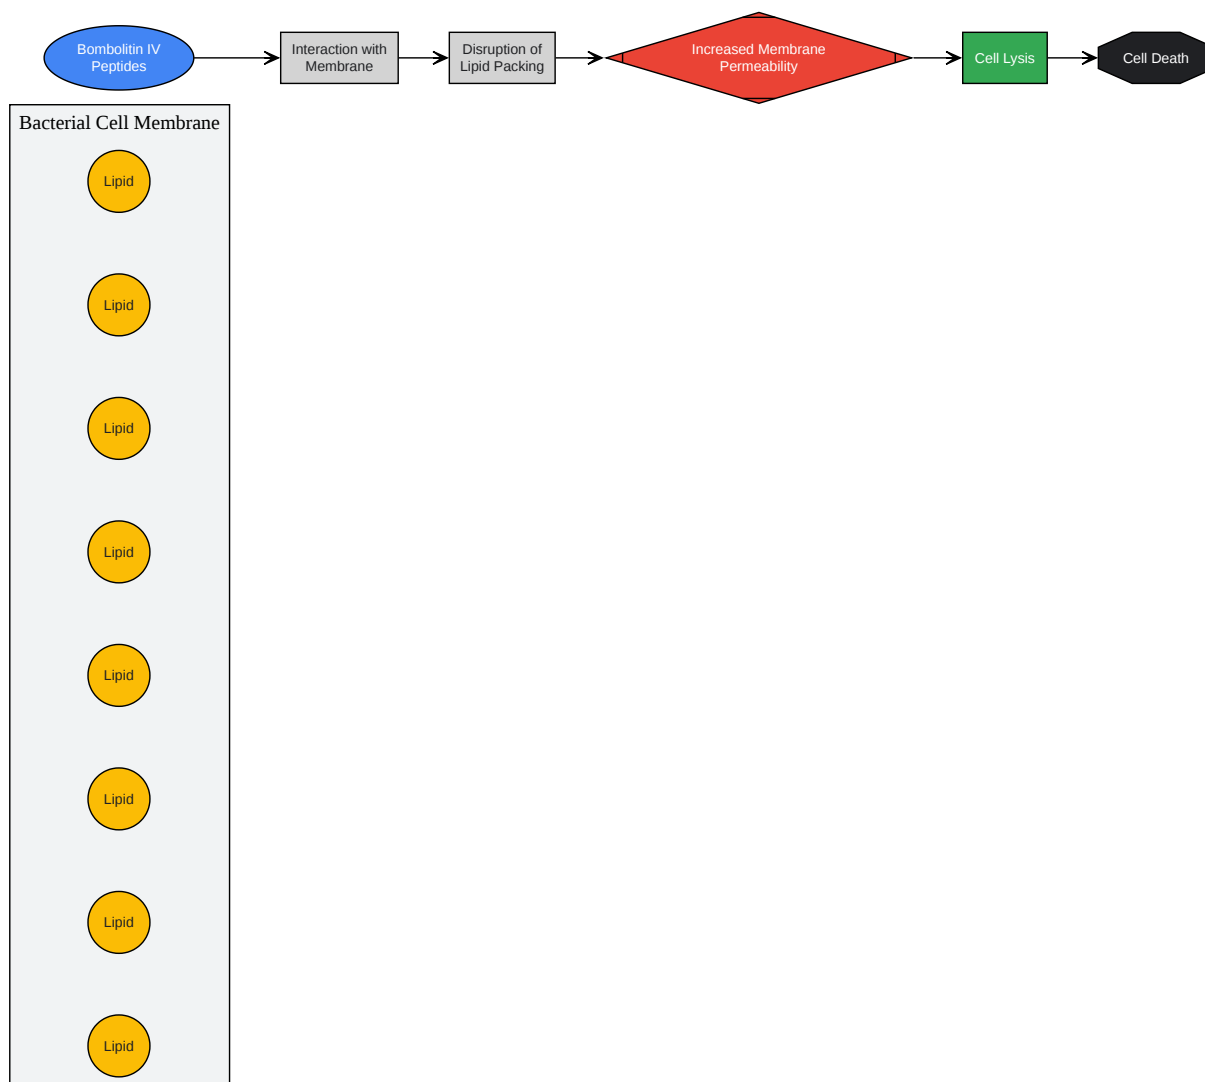 Bombolitin IV
Peptides
Interaction with
Membrane
Disruption of
Lipid Packing
Increased Membrane
Permeability
Cell Lysis
Cell Death
Bacterial Cell Membrane
Lipid
Lipid
Lipid
Lipid
Lipid
Lipid
Lipid
Lipid